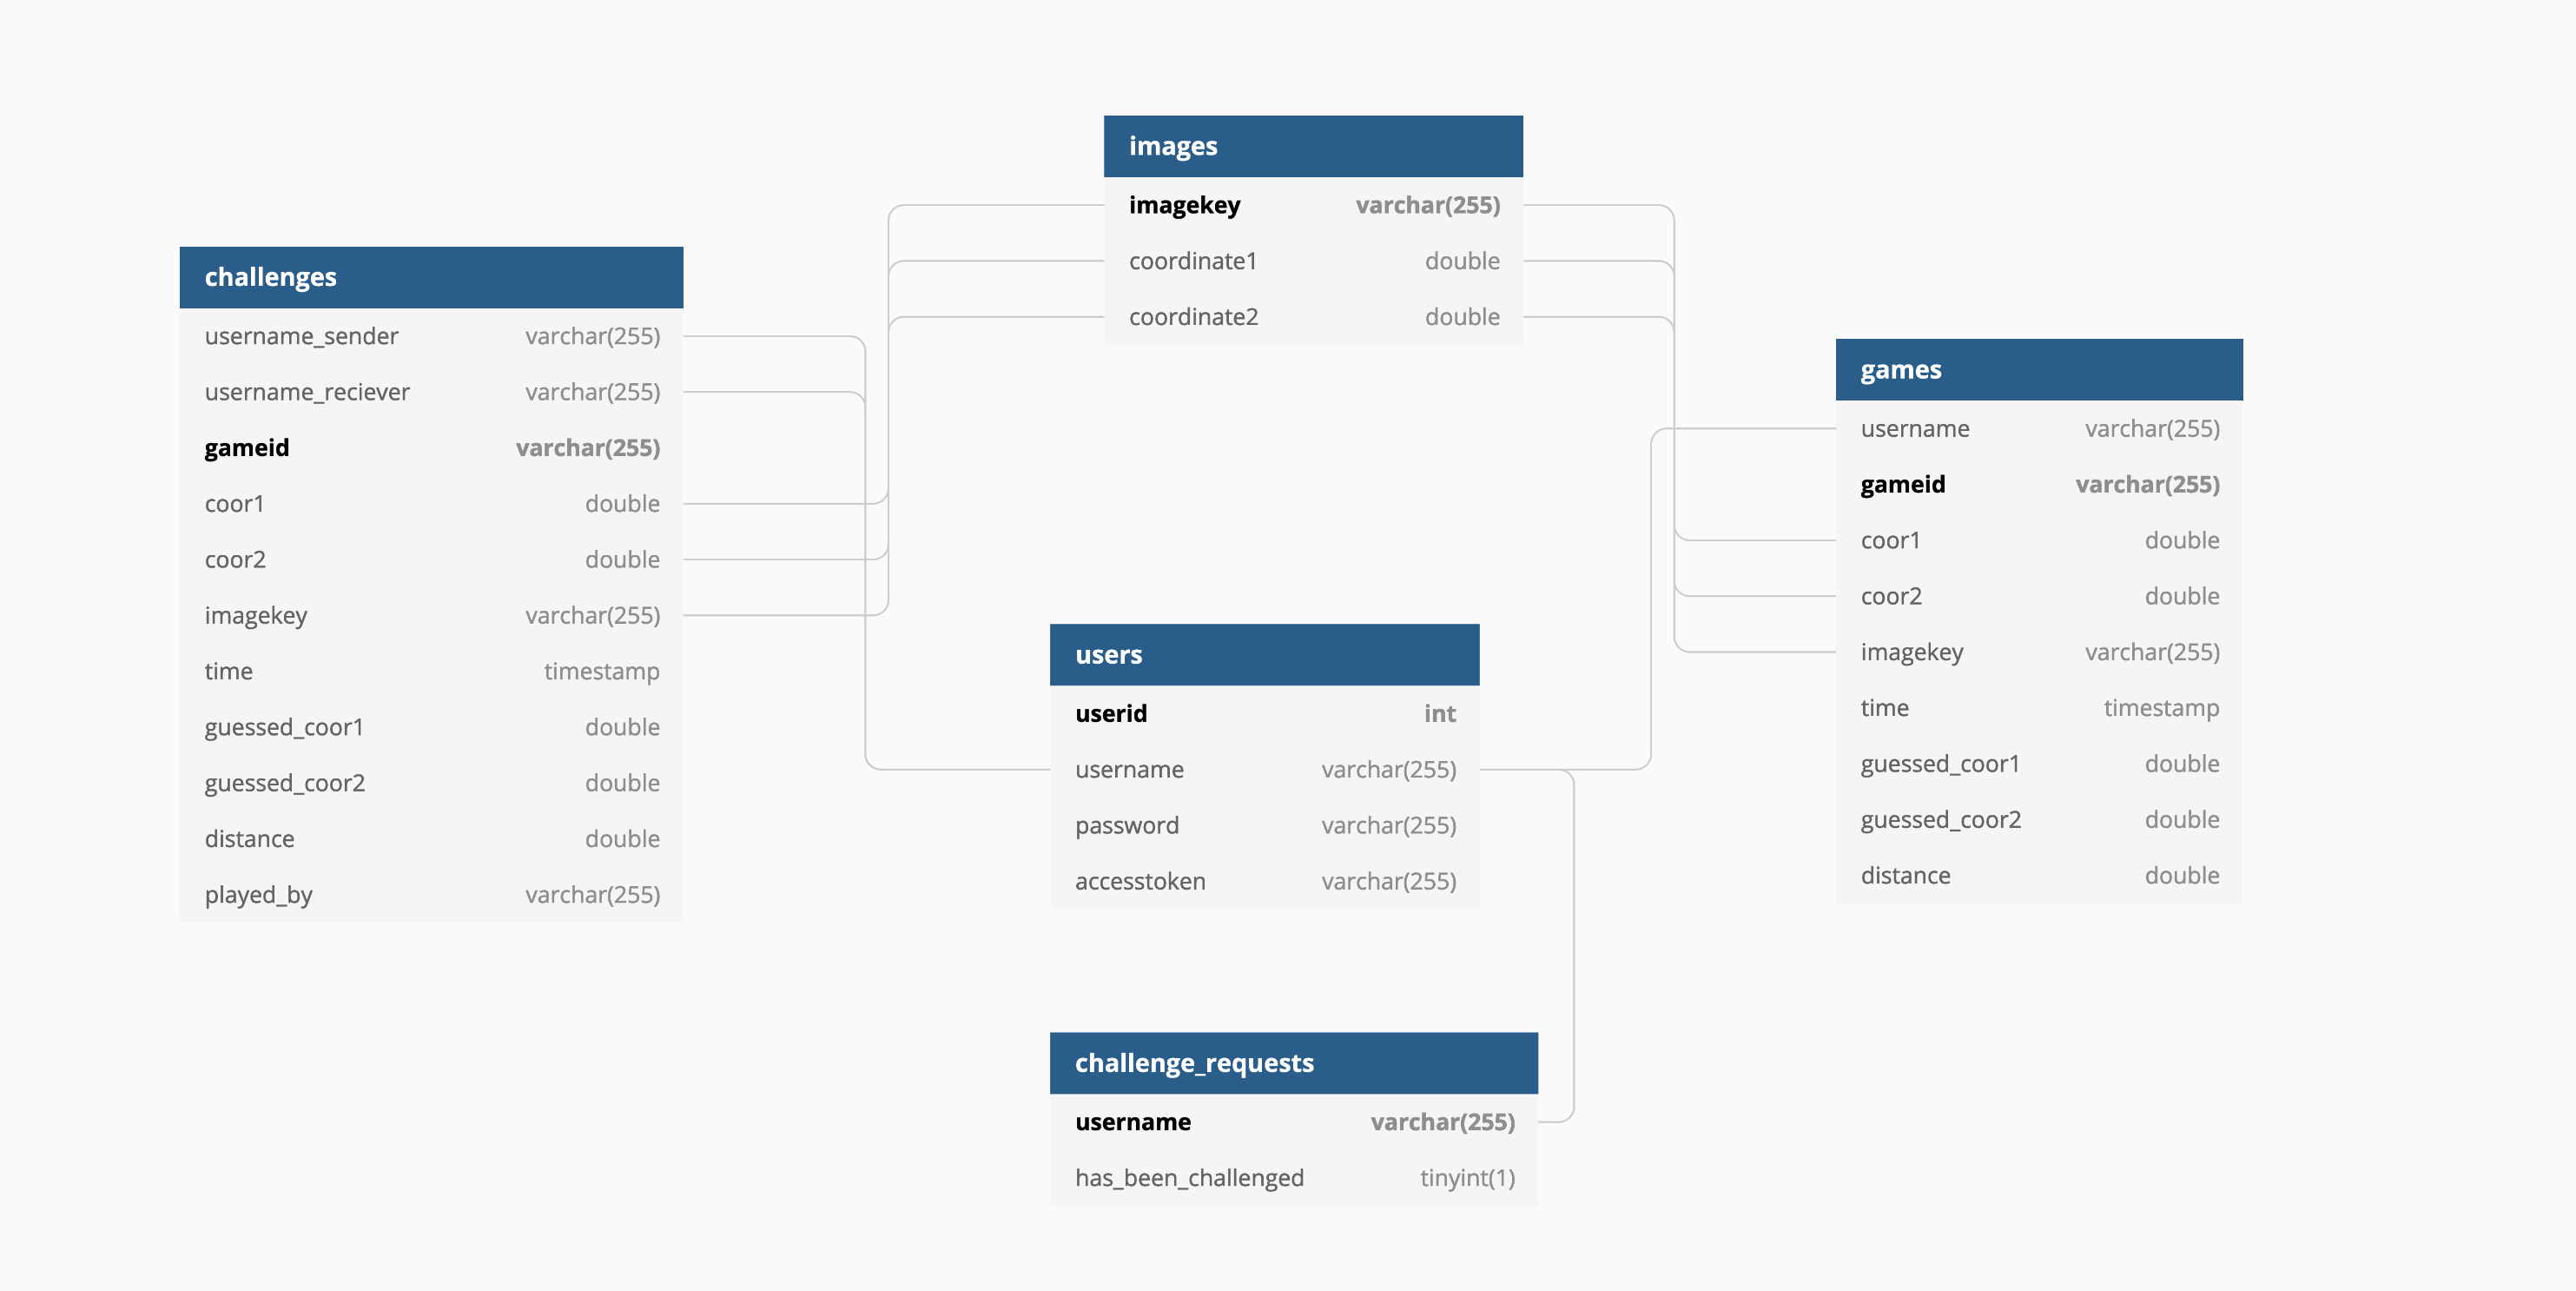 images
imagekey varchar(255)
coordinate1 double
coordinate2 double
challenges
username_sender varchar(255)
username_reciever varchar(255)
gameid varchar(255)
coor1 double
coor2 double
imagekey varchar(255)
time timestamp
guessed_coor1 double
guessed_coor2 double
distance double
played_by varchar(255)
games
username varchar(255)
gameid varchar(255)
coor1 double
coor2 double
imagekey varchar(255)
time timestamp
guessed_coor1 double
guessed_coor2 double
distance double
users
userid int
username varchar(255)
password varchar(255)
accesstoken varchar(255)
challenge_requests
username varchar(255)
has_been_challenged tinyint(1)